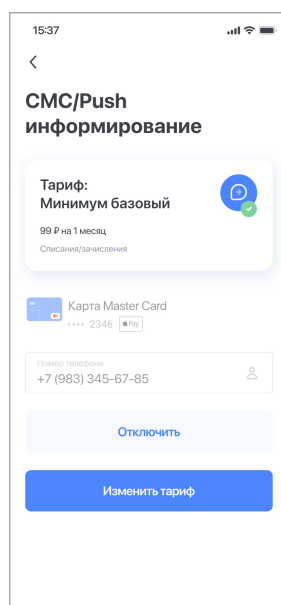 15:37
СМС/Push
информирование
Тариф:
Минимум базовый
99 ₽ на 1 месяц
Списания/зачисления
Карта Master Card
•••• 2346 Pay
Номер телефона
+7 (983) 345-67-85
Отключить
Изменить тариф